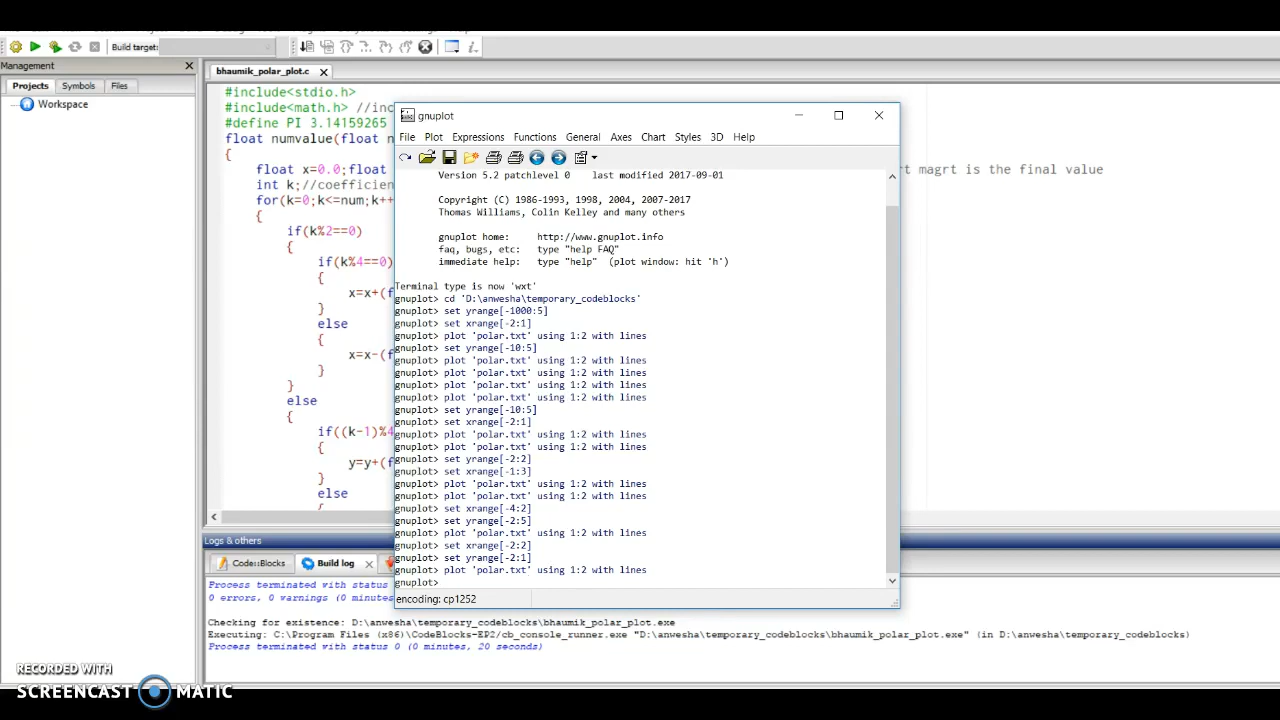 Build target:
Management
bhaumik_polar_plot.c
Projects Symbols Files
Workspace
#include<stdio.h>
#include<math.h> //inc
#define PI 3.14159265
float numvalue(float n
{
float x=0.0;float
rt magrt is the final value
int k;//coefficien
for(k=0;k<=num;k++
{
if(k%2==0)
{
if(k%4==0)
{
x=x+(f
}
else
{
x=x-(f
}
}
else
{
if((k-1)%4
{
y=y+(f
}
else
{
gnuplot
File Plot Expressions Functions General Axes Chart Styles 3D Help
Version 5.2 patchlevel 0 last modified 2017-09-01
Copyright (C) 1986-1993, 1998, 2004, 2007-2017
Thomas Williams, Colin Kelley and many others
gnuplot home: http://www.gnuplot.info
faq, bugs, etc: type "help FAQ"
immediate help: type "help" (plot window: hit 'h')
Terminal type is now 'wxt'
gnuplot> cd 'D:\anwesha\temporary_codeblocks'
gnuplot> set yrange[-1000:5]
gnuplot> set xrange[-2:1]
gnuplot> plot 'polar.txt' using 1:2 with lines
gnuplot> set yrange[-10:5]
gnuplot> plot 'polar.txt' using 1:2 with lines
gnuplot> plot 'polar.txt' using 1:2 with lines
gnuplot> plot 'polar.txt' using 1:2 with lines
gnuplot> plot 'polar.txt' using 1:2 with lines
gnuplot> set yrange[-10:5]
gnuplot> set xrange[-2:1]
gnuplot> plot 'polar.txt' using 1:2 with lines
gnuplot> plot 'polar.txt' using 1:2 with lines
gnuplot> set yrange[-2:2]
gnuplot> set xrange[-1:3]
gnuplot> plot 'polar.txt' using 1:2 with lines
gnuplot> plot 'polar.txt' using 1:2 with lines
gnuplot> set xrange[-4:2]
gnuplot> set yrange[-2:5]
gnuplot> plot 'polar.txt' using 1:2 with lines
gnuplot> set xrange[-2:2]
gnuplot> set yrange[-2:1]
gnuplot> plot 'polar.txt' using 1:2 with lines
gnuplot>
encoding: cp1252
Logs & others
Code::Blocks Build log
Process terminated with status
0 errors, 0 warnings (0 minutes
Checking for existence: D:\anwesha\temporary_codeblocks\bhaumik_polar_plot.exe
Executing: C:\Program Files (x86)\CodeBlocks-EP2/cb_console_runner.exe "D:\anwesha\temporary_codeblocks\bhaumik_polar_plot.exe" (in D:\anwesha\temporary_codeblocks)
Process terminated with status 0 (0 minutes, 20 seconds)
RECORDED WITH
SCREENCAST MATIC